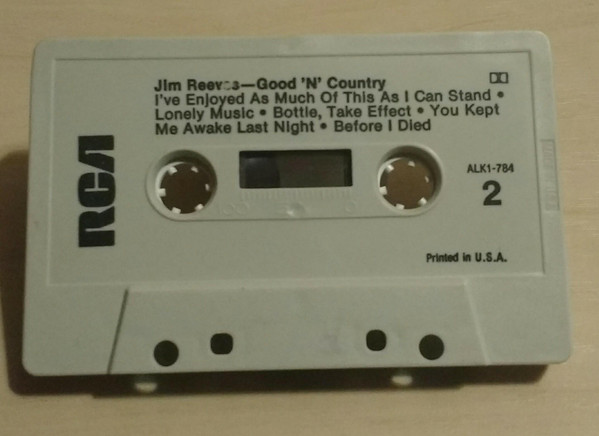 Jim Reeves—Good 'N' Country
I've Enjoyed As Much Of This As I Can Stand •
Lonely Music • Bottle, Take Effect • You Kept
Me Awake Last Night • Before I Died
RCA
ALK1-784
2
Printed in U.S.A.